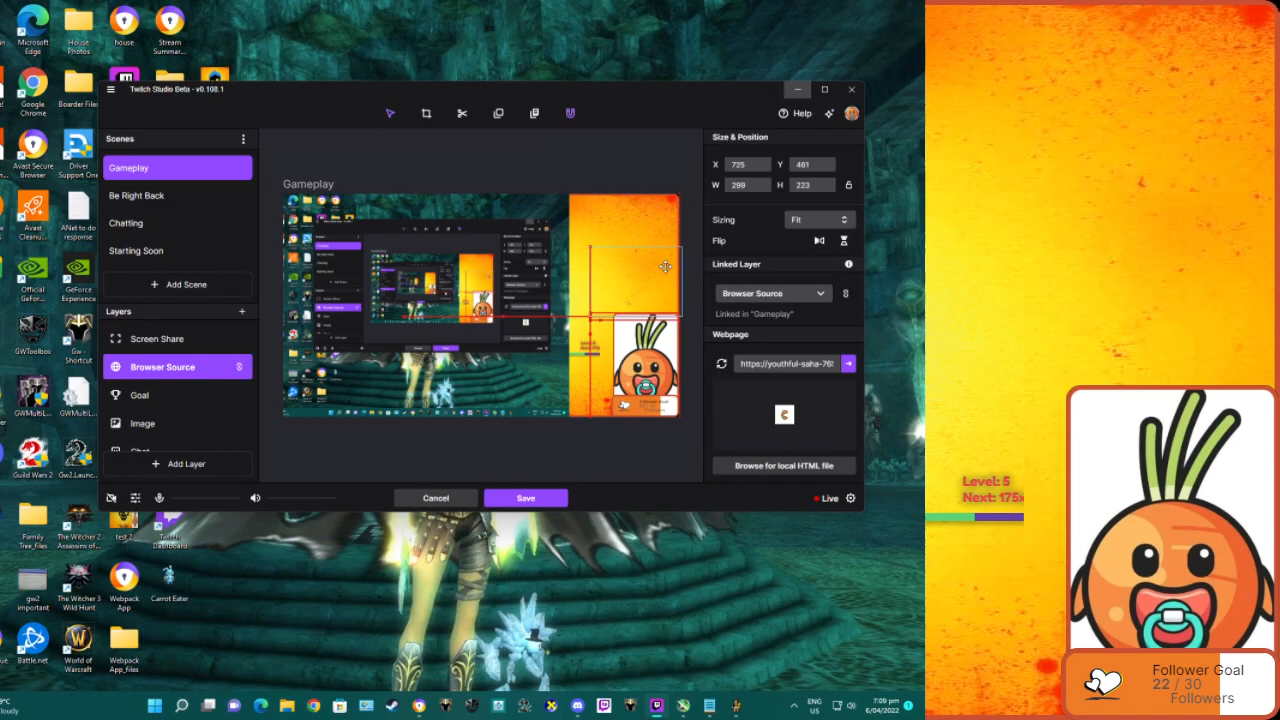 Microsoft Edge
House Photos
house
Stream Summar...
Google Chrome
Boarder Files
Avast Secure Browser
Driver Support One
Avast Cleanu...
ANet to do response
Official GeFor...
GeForce Experience
GWToolbox
Gw - Shortcut
GWMultiL...
GWMultiL...
Guild Wars 2
Gw2.Launc...
Family Tree_files
The Witcher 2 Assassins of...
test 2
Twitch Dashboard
gw2 important
The Witcher 3 Wild Hunt
Webpack App
Carrot Eater
Battle.net
World of Warcraft
Webpack App_files
Twitch Studio Beta - v0.108.1
Help
Scenes
Gameplay
Be Right Back
Chatting
Starting Soon
+ Add Scene
Layers
Screen Share
Browser Source
Goal
Image
+ Add Layer
Gameplay
Cancel
Save
Live
Size & Position
X 725 Y 461
W 299 H 223
Sizing Fit
Flip
Linked Layer
Browser Source
Linked in "Gameplay"
Webpage
https://youthful-saha-765
Browse for local HTML file
Level: 5
Next: 175x
Follower Goal
22 / 30
Followers
9°C
ENG
US
7:09 pm
6/04/2022